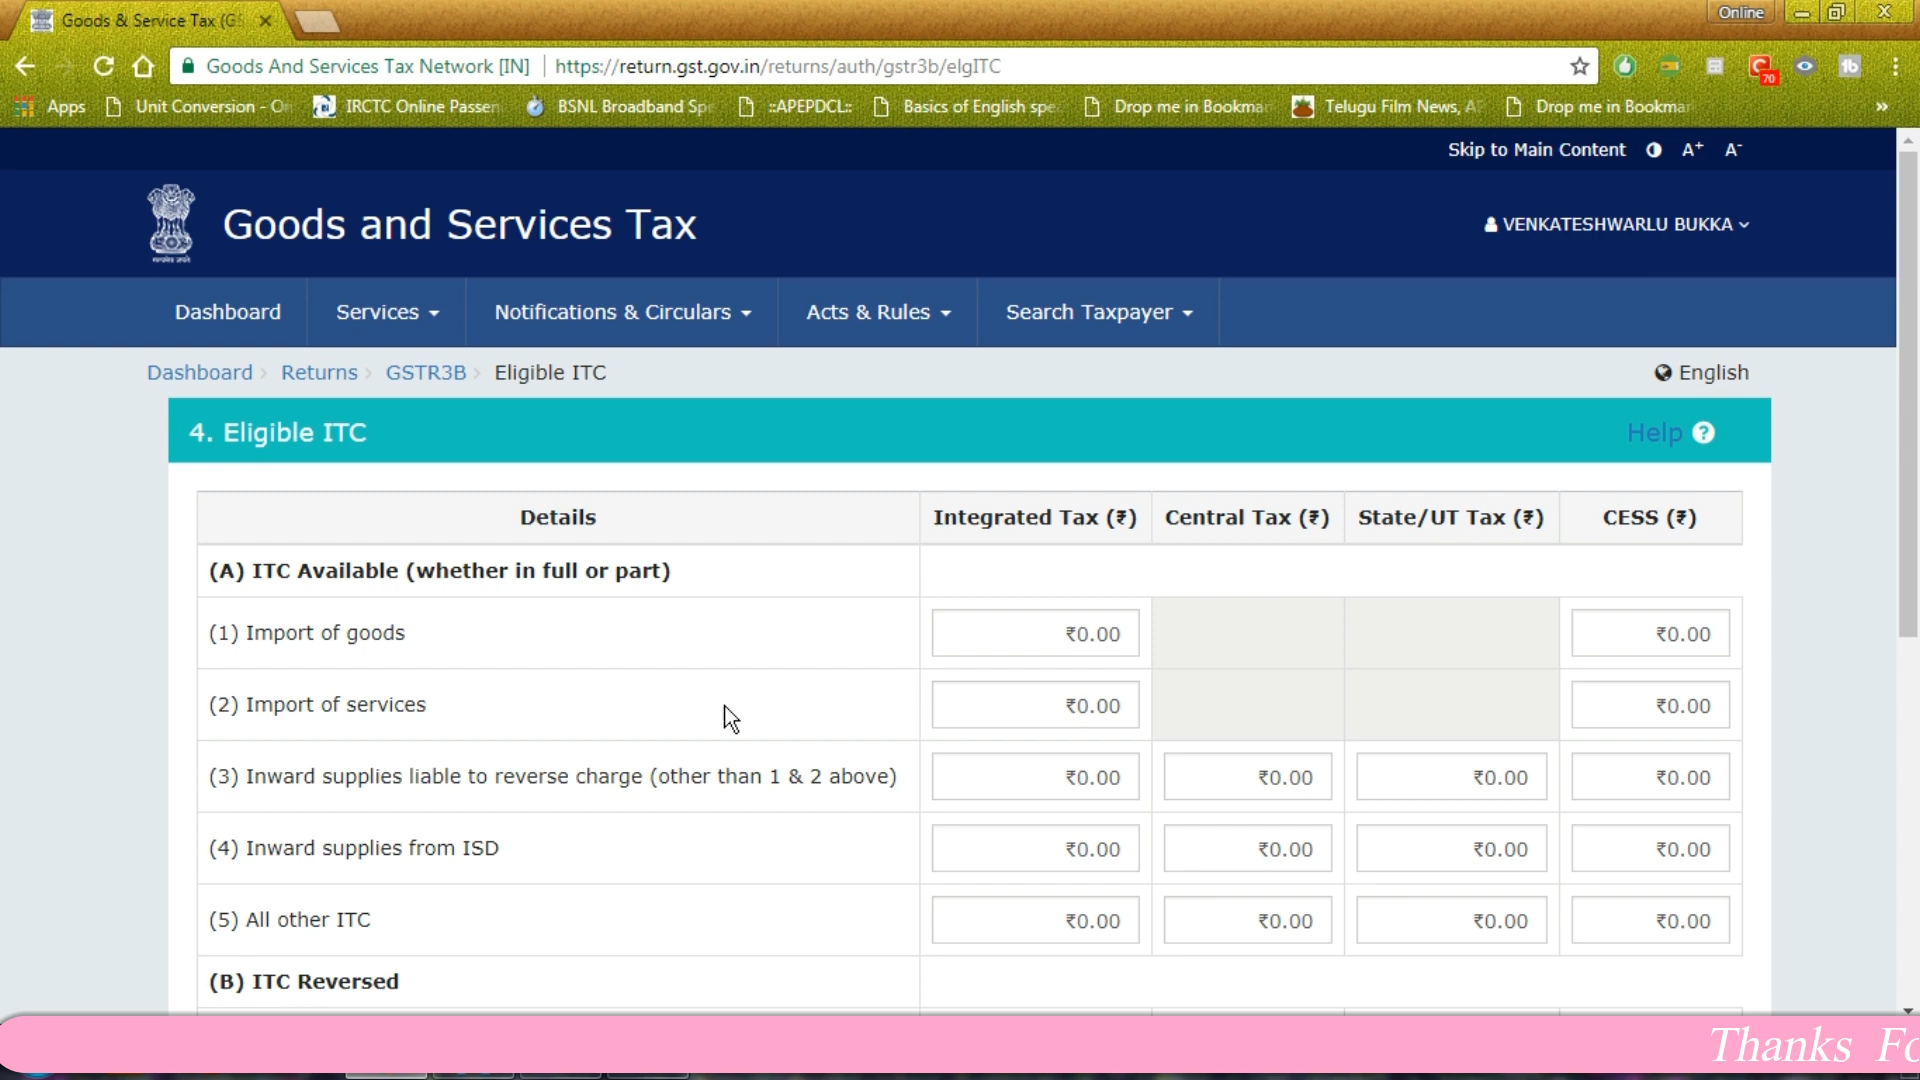 Goods & Service Tax (GS
Online
Goods And Services Tax Network [IN] https://return.gst.gov.in/returns/auth/gstr3b/elgITC
70
Apps Unit Conversion - On IRCTC Online Passen BSNL Broadband Spe ::APEPDCL:: Basics of English spe Drop me in Bookmar Telugu Film News, A Drop me in Bookmar »
Skip to Main Content A+ A-
Goods and Services Tax
VENKATESHWARLU BUKKA
Dashboard Services Notifications & Circulars Acts & Rules Search Taxpayer
Dashboard > Returns > GSTR3B > Eligible ITC
English
4. Eligible ITC
Help ?
Details Integrated Tax (₹) Central Tax (₹) State/UT Tax (₹) CESS (₹)
(A) ITC Available (whether in full or part)
(1) Import of goods ₹0.00 ₹0.00
(2) Import of services ₹0.00 ₹0.00
(3) Inward supplies liable to reverse charge (other than 1 & 2 above) ₹0.00 ₹0.00 ₹0.00 ₹0.00
(4) Inward supplies from ISD ₹0.00 ₹0.00 ₹0.00 ₹0.00
(5) All other ITC ₹0.00 ₹0.00 ₹0.00 ₹0.00
(B) ITC Reversed
Thanks Fo